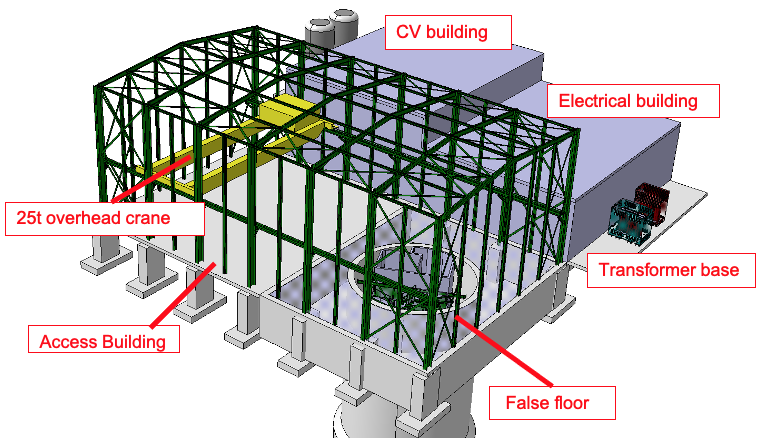 CV building
Electrical building
25t overhead crane
Transformer base
Access Building
False floor